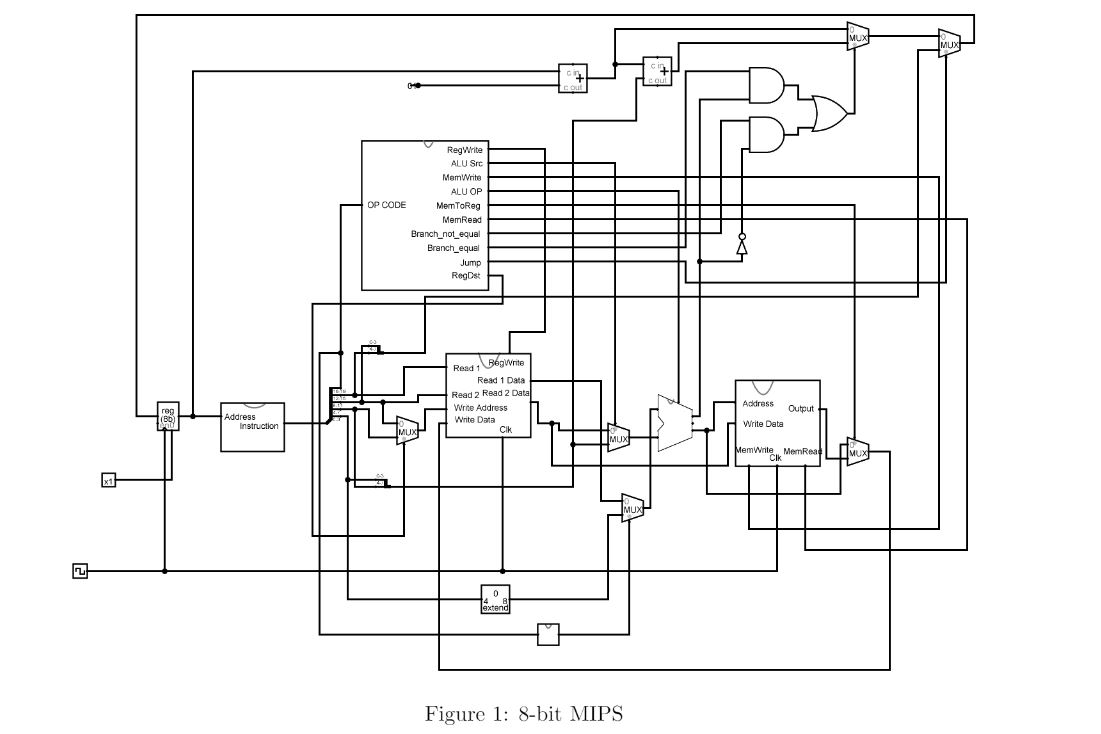 MUX
MUX
c in
+
c out
c in
+
c out
OP CODE
RegWrite
ALU Src
MemWrite
ALU OP
MemToReg
MemRead
Branch_not_equal
Branch_equal
Jump
RegDst
reg
(8b)
Address
Instruction
x1
MUX
RegWrite
Read 1
Read 1 Data
Read 2
Read 2 Data
Write Address
Write Data
Clk
MUX
MUX
Address
Output
Write Data
MemWrite
MemRead
Clk
MUX
0
4 8
extend
Figure 1: 8-bit MIPS